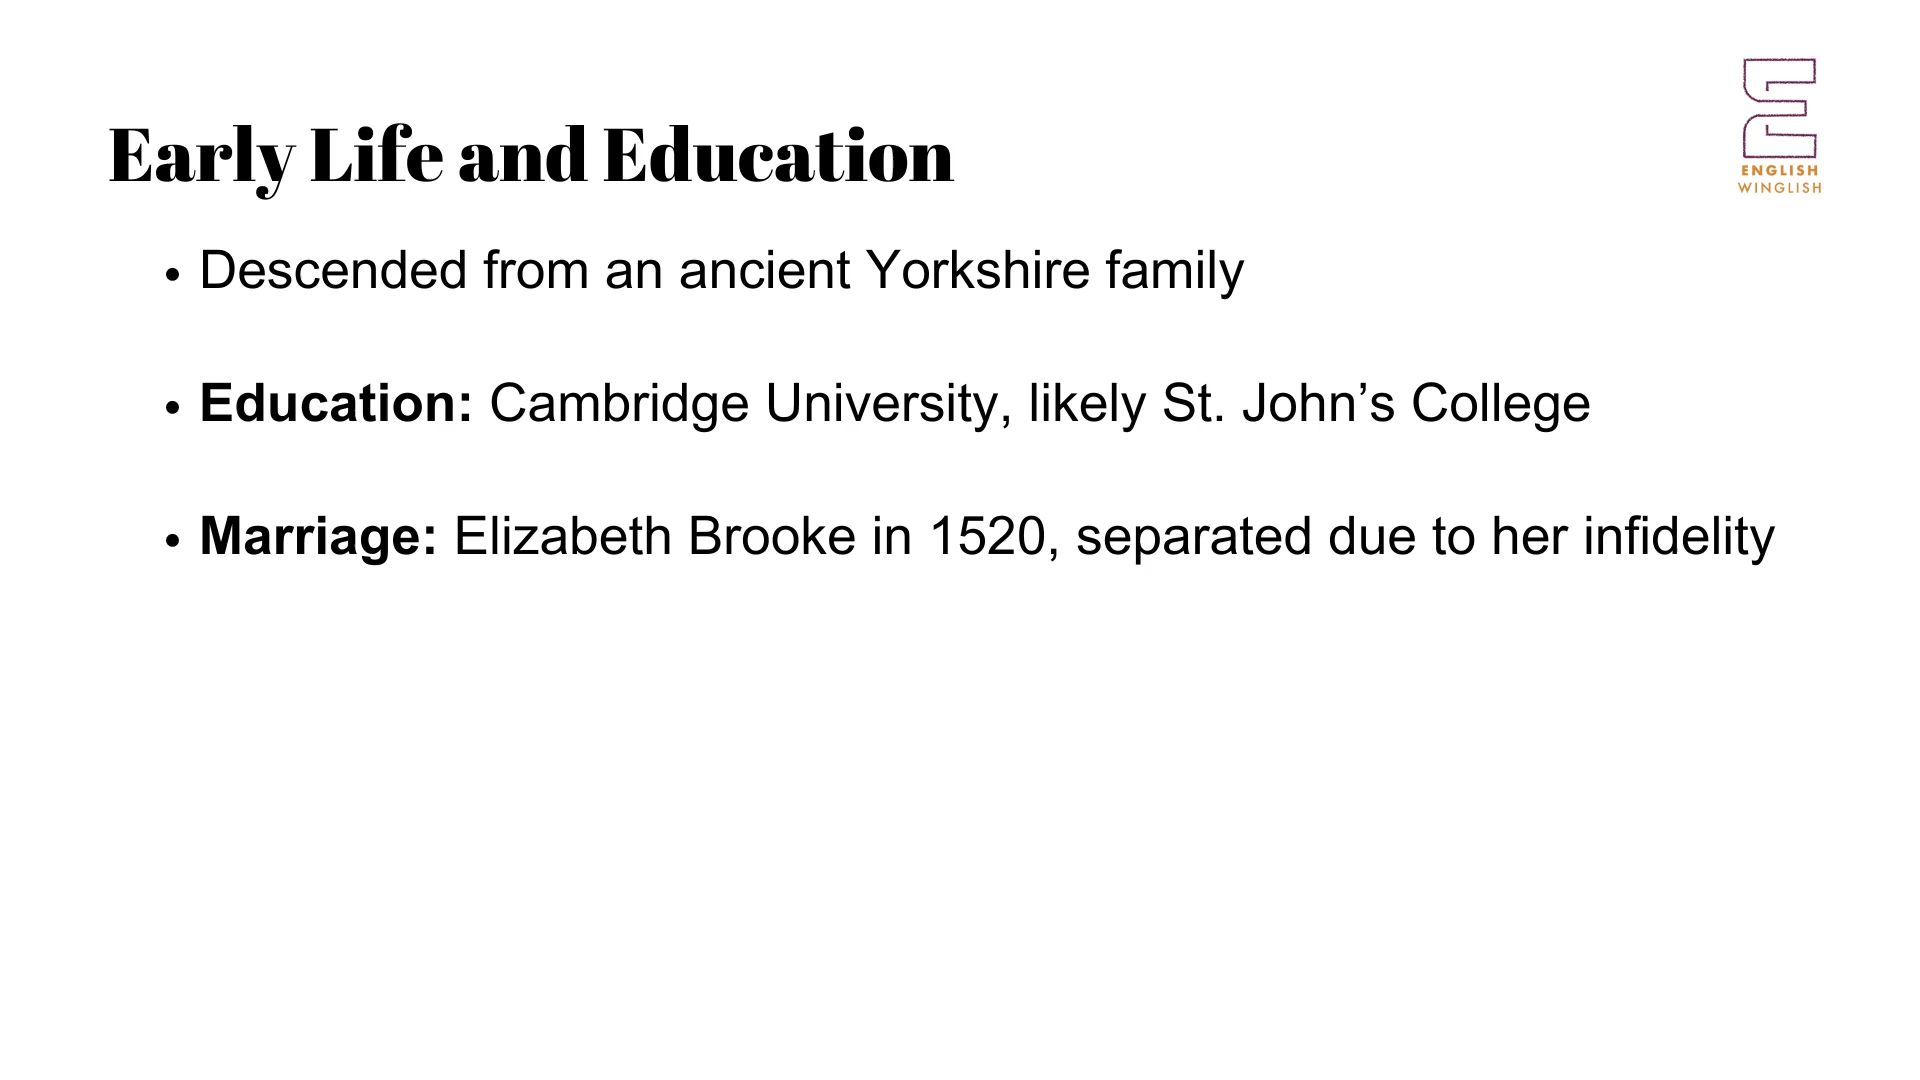 ENGLISH
WINGLISH
Early Life and Education
• Descended from an ancient Yorkshire family
• Education: Cambridge University, likely St. John’s College
• Marriage: Elizabeth Brooke in 1520, separated due to her infidelity